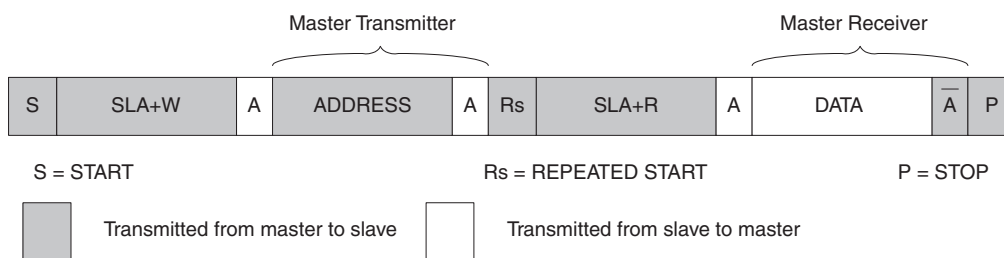 Master Transmitter Master Receiver
S SLA+W A ADDRESS A Rs SLA+R A DATA A̅ P
S = START Rs = REPEATED START P = STOP
Transmitted from master to slave Transmitted from slave to master